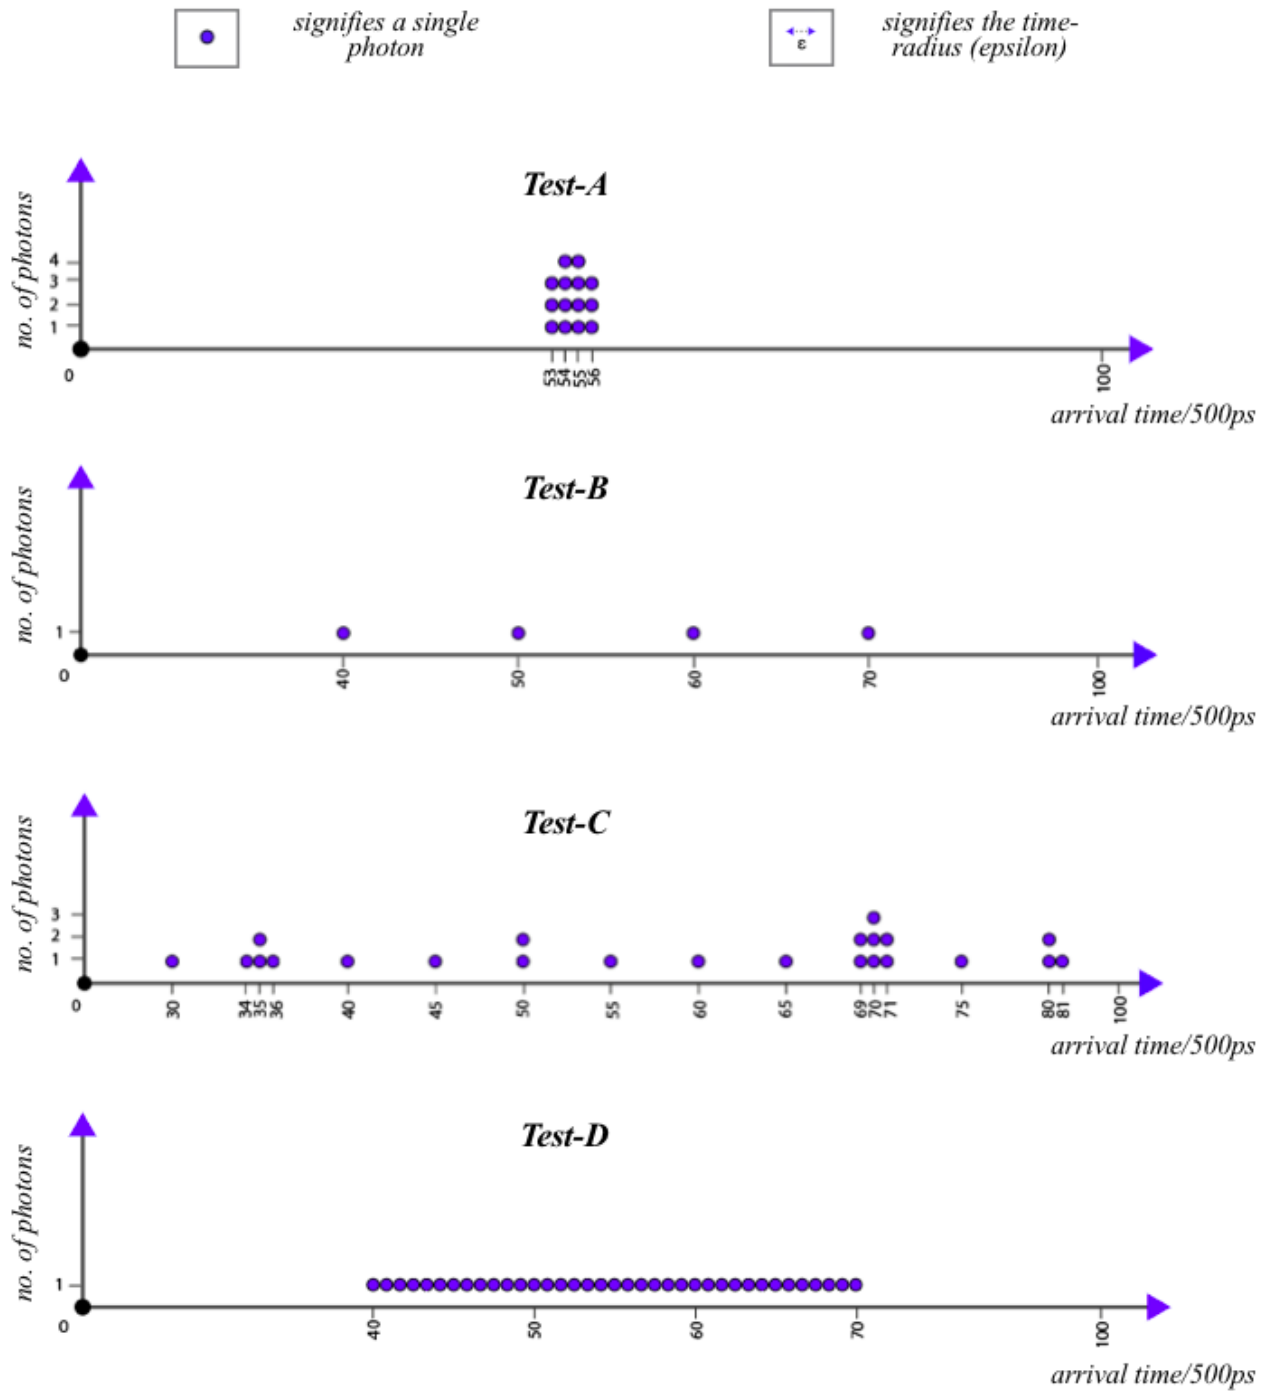 signifies a single
photon
ε
signifies the time-
radius (epsilon)
Test-A
no. of photons
4
3
2
1
0
53
54
55
56
100
arrival time/500ps
Test-B
no. of photons
1
0
40
50
60
70
100
arrival time/500ps
Test-C
no. of photons
3
2
1
0
30
34
35
36
40
45
50
55
60
65
69
70
71
75
80
81
100
arrival time/500ps
Test-D
no. of photons
1
0
40
50
60
70
100
arrival time/500ps